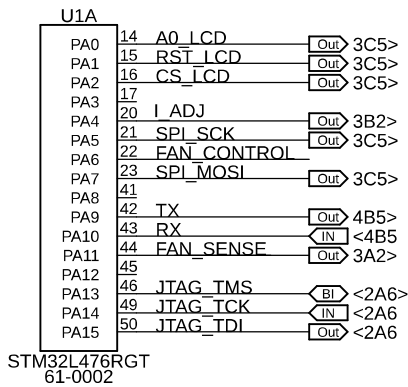 U1A
PA0 14 A0_LCD Out 3C5>
PA1 15 RST_LCD Out 3C5>
PA2 16 CS_LCD Out 3C5>
PA3 17
PA4 20 I_ADJ Out 3B2>
PA5 21 SPI_SCK Out 3C5>
PA6 22 FAN_CONTROL
PA7 23 SPI_MOSI Out 3C5>
PA8 41
PA9 42 TX Out 4B5>
PA10 43 RX IN <4B5
PA11 44 FAN_SENSE Out 3A2>
PA12 45
PA13 46 JTAG_TMS BI <2A6>
PA14 49 JTAG_TCK IN <2A6
PA15 50 JTAG_TDI Out <2A6
STM32L476RGT
61-0002